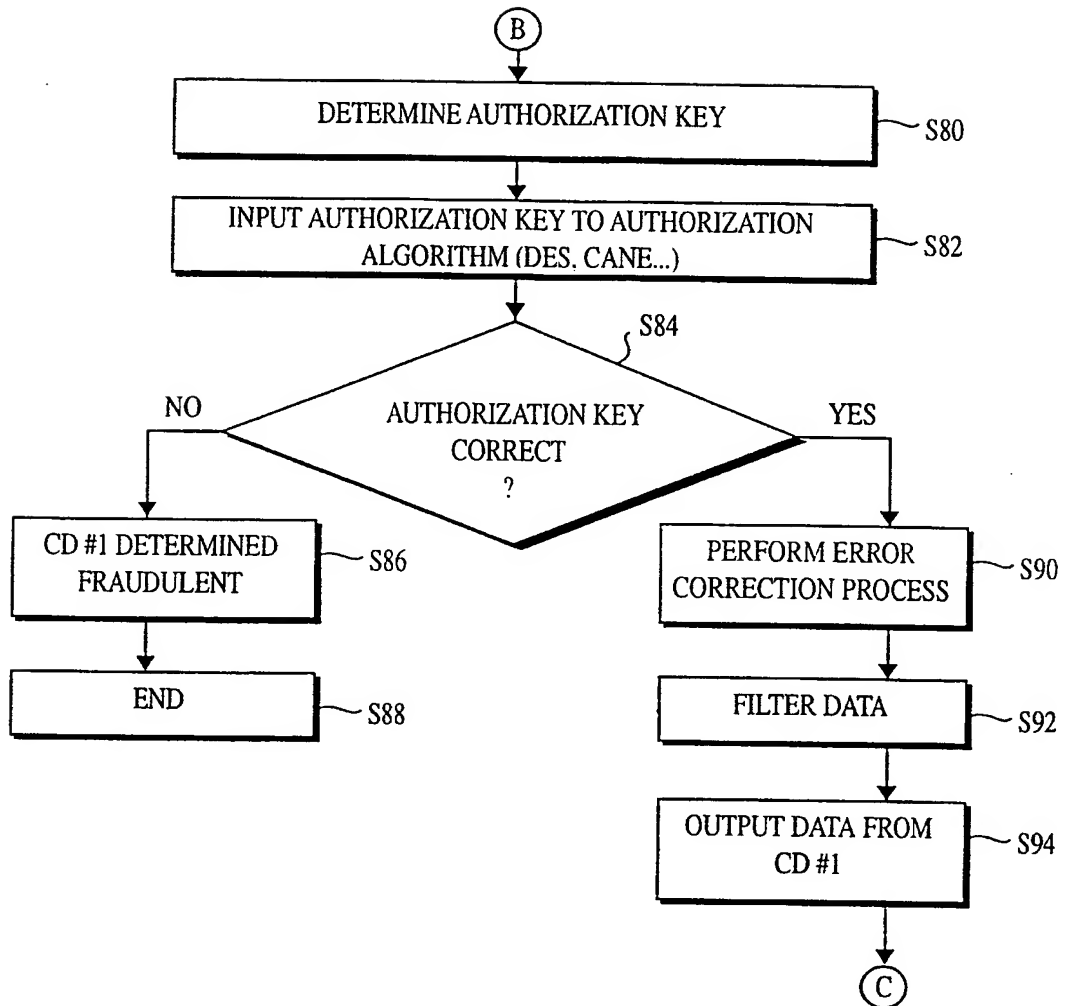 B
DETERMINE AUTHORIZATION KEY
S80
INPUT AUTHORIZATION KEY TO AUTHORIZATION
ALGORITHM (DES, CANE...)
S82
S84
AUTHORIZATION KEY
CORRECT
?
NO
YES
CD #1 DETERMINED
FRAUDULENT
S86
END
S88
PERFORM ERROR
CORRECTION PROCESS
S90
FILTER DATA
S92
OUTPUT DATA FROM
CD #1
S94
C